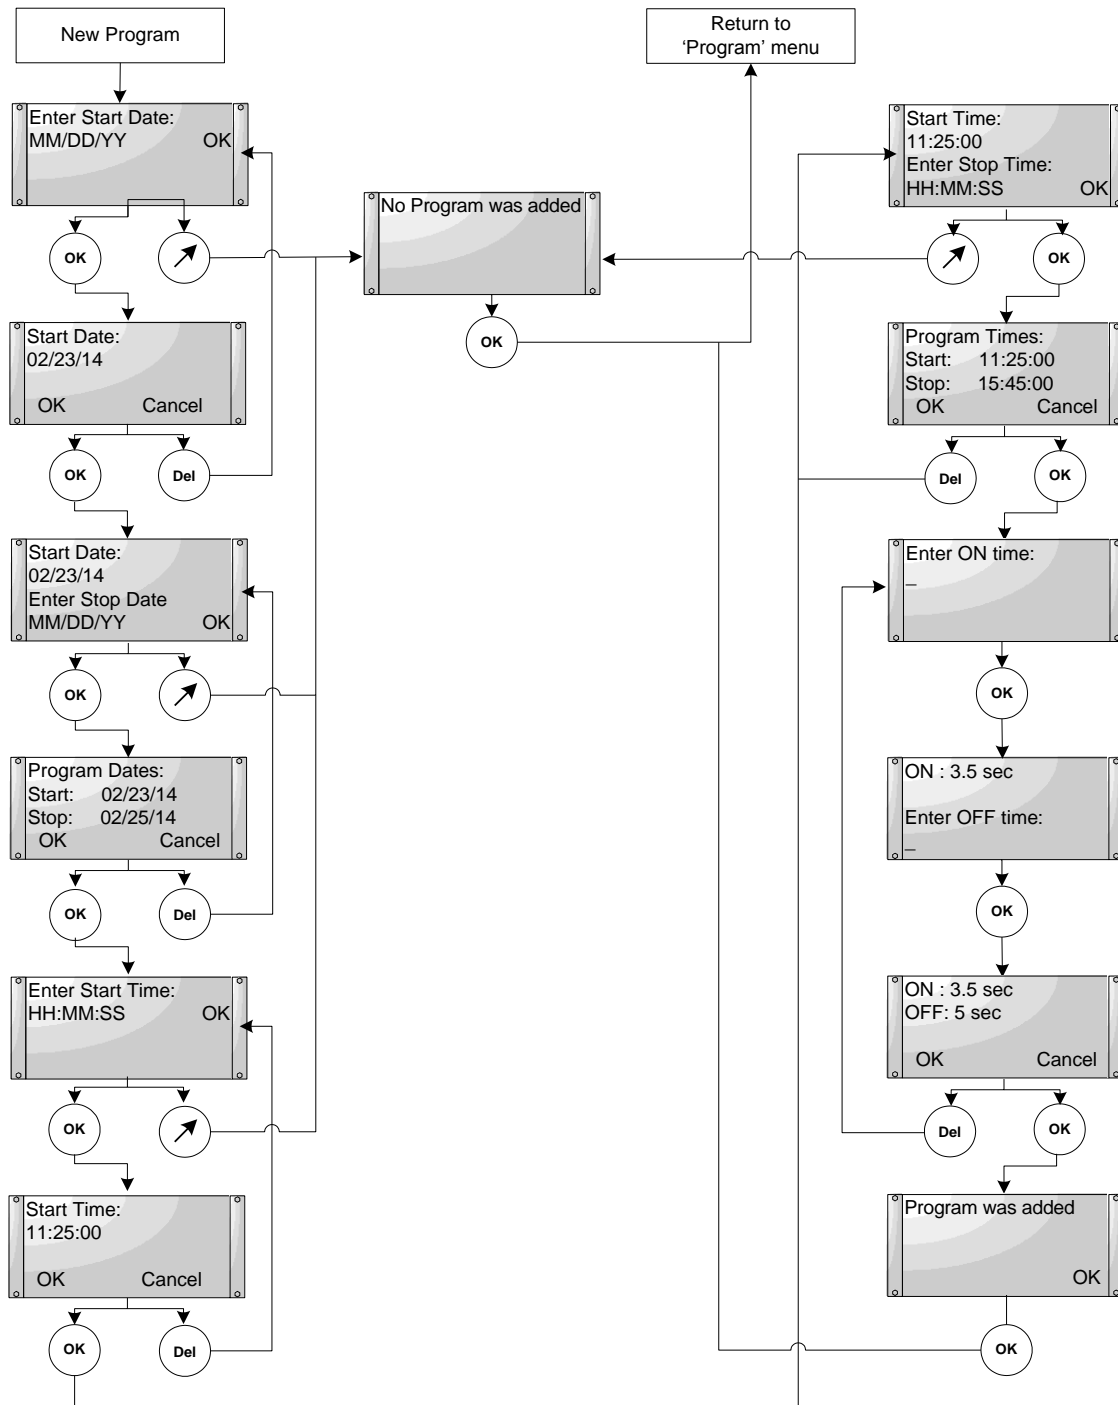 New Program
Enter Start Date:
MM/DD/YY OK
OK
Start Date:
02/23/14
OK Cancel
OK Del
Start Date:
02/23/14
Enter Stop Date
MM/DD/YY OK
OK
Program Dates:
Start: 02/23/14
Stop: 02/25/14
OK Cancel
OK Del
Enter Start Time:
HH:MM:SS OK
OK
Start Time:
11:25:00
OK Cancel
OK Del
No Program was added
OK
Return to
'Program' menu
Start Time:
11:25:00
Enter Stop Time:
HH:MM:SS OK
OK
Program Times:
Start: 11:25:00
Stop: 15:45:00
OK Cancel
Del OK
Enter ON time:
_
OK
ON : 3.5 sec
Enter OFF time:
_
OK
ON : 3.5 sec
OFF: 5 sec
OK Cancel
Del OK
Program was added
OK
OK